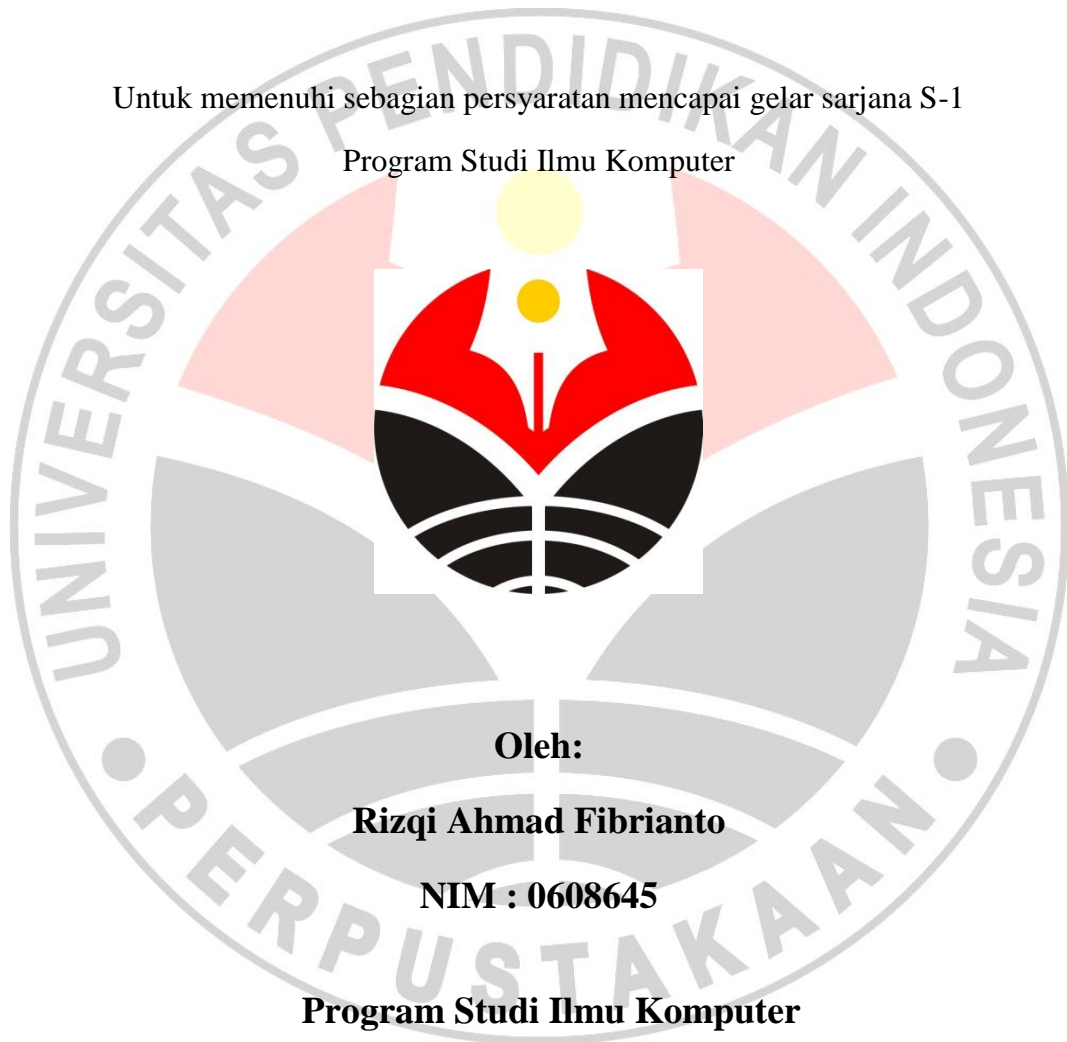 Untuk memenuhi sebagian persyaratan mencapai gelar sarjana S-1
Program Studi Ilmu Komputer
UNIVERSITAS PENDIDIKAN INDONESIA
PERPUSTAKAAN
Oleh:
Rizqi Ahmad Fibrianto
NIM : 0608645
Program Studi Ilmu Komputer